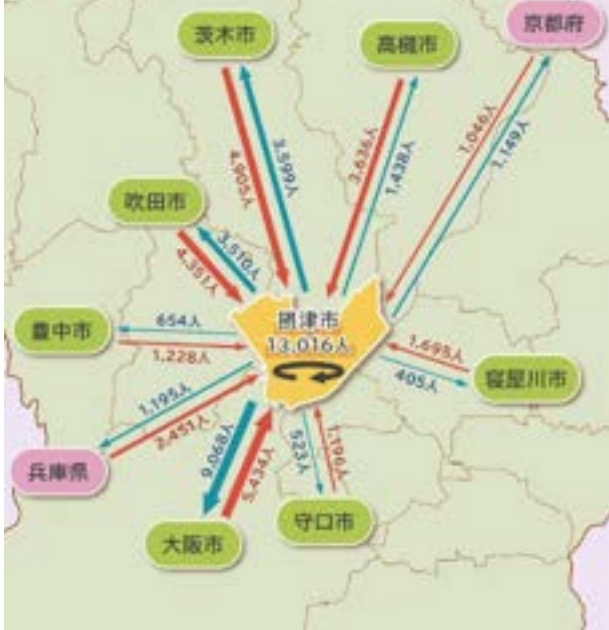 茨木市
高槻市
京都府
4,905人
3,599人
3,636人
1,438人
1,046人
1,149人
吹田市
3,510人
4,351人
豊中市
654人
1,228人
摂津市
13,016人
1,695人
405人
寝屋川市
1,195人
2,451人
兵庫県
9,068人
5,434人
523人
1,196人
大阪市
守口市